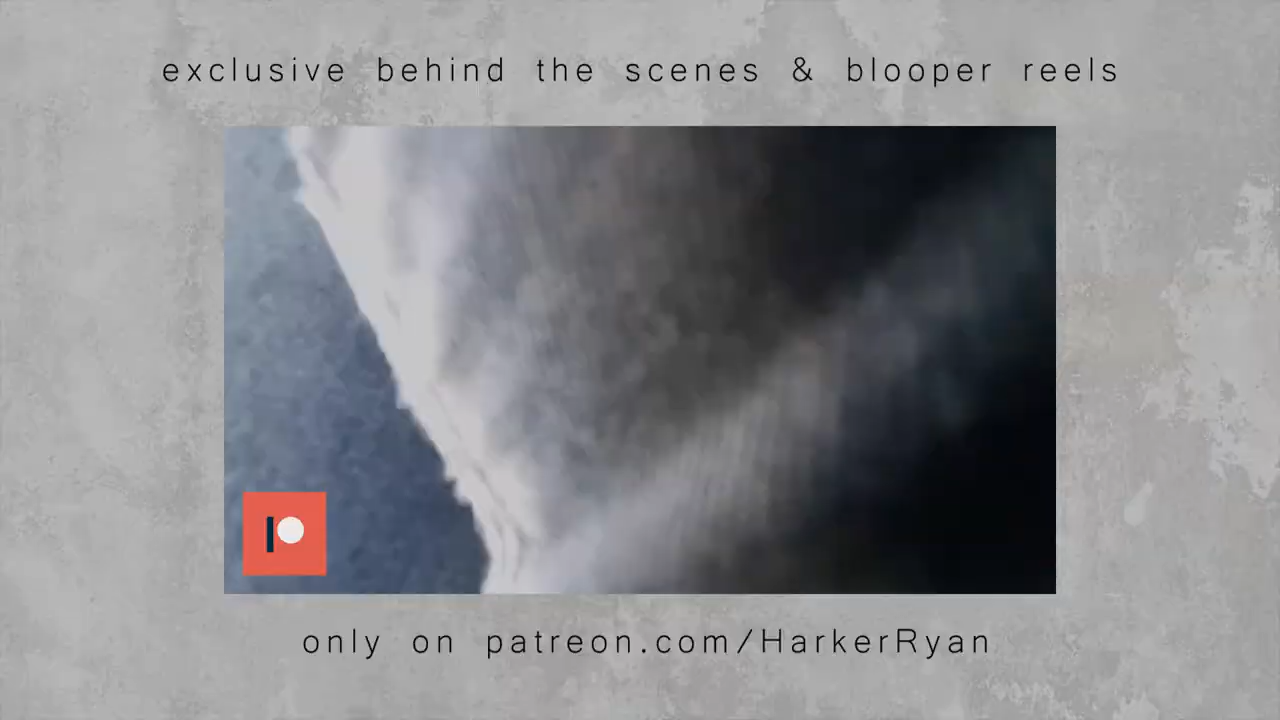 exclusive behind the scenes & blooper reels
only on patreon.com/HarkerRyan